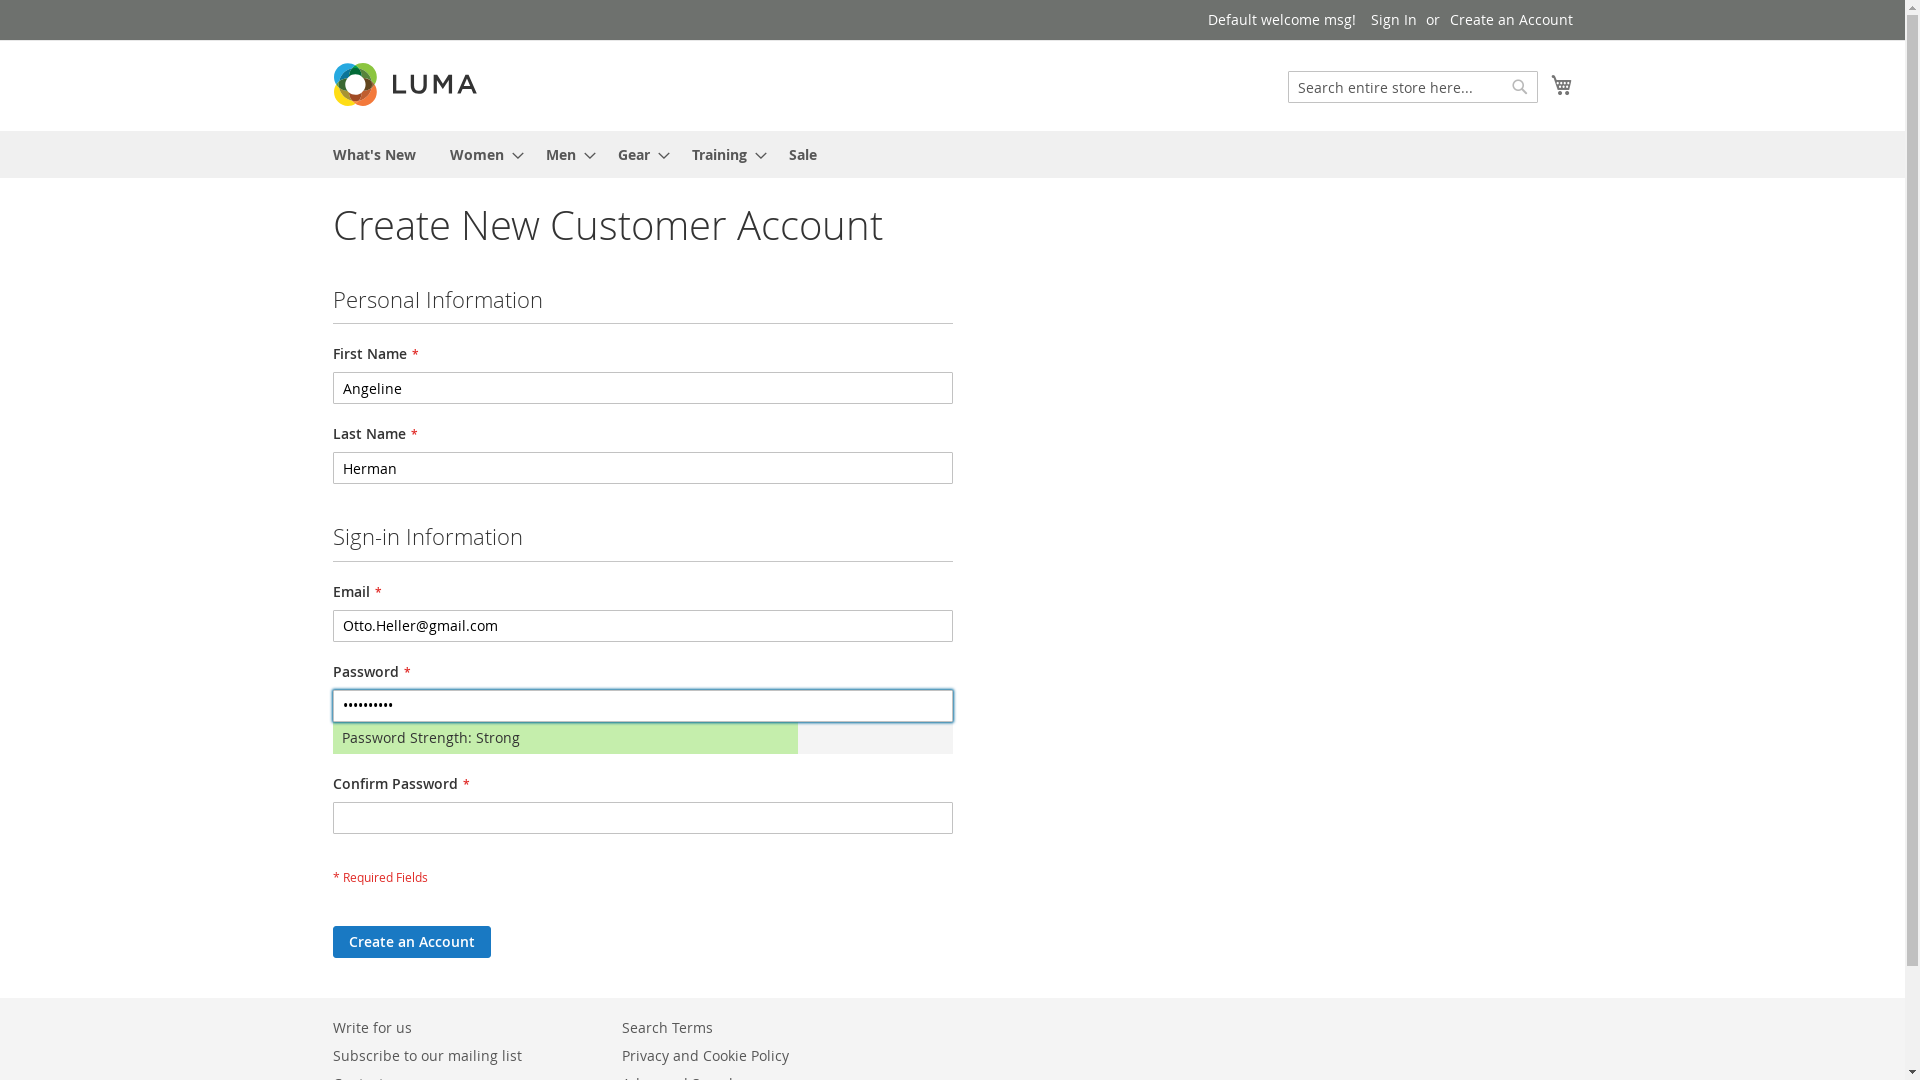 Default welcome msg! Sign In or Create an Account
LUMA
Search entire store here...
What's New Women Men Gear Training Sale
Create New Customer Account
Personal Information
First Name *
Angeline
Last Name *
Herman
Sign-in Information
Email *
Otto.Heller@gmail.com
Password *
••••••••••
Password Strength: Strong
Confirm Password *
* Required Fields
Create an Account
Write for us
Search Terms
Subscribe to our mailing list
Privacy and Cookie Policy